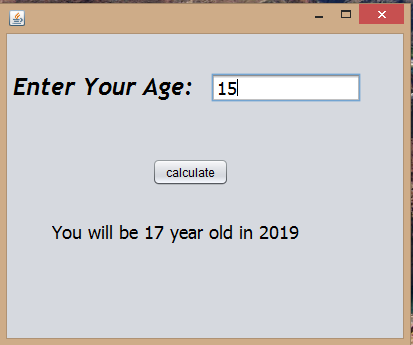 Enter Your Age: 15
calculate
You will be 17 year old in 2019